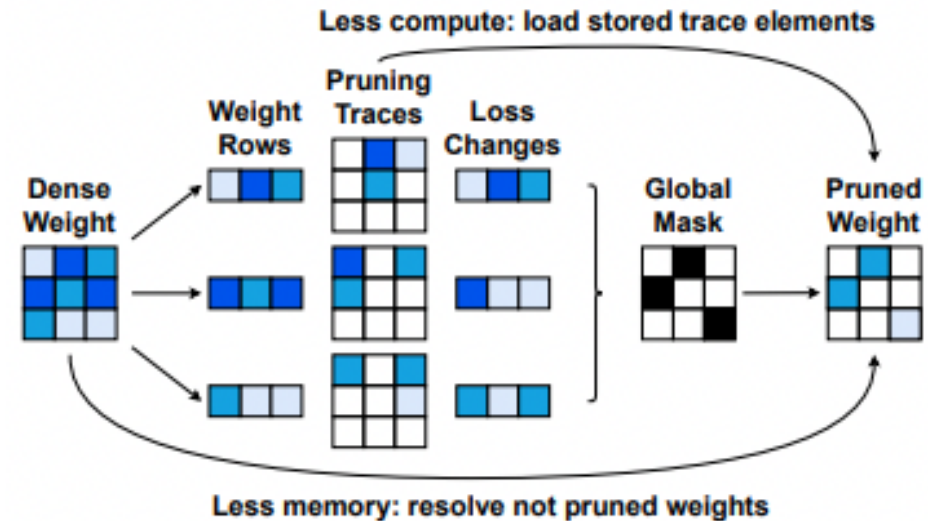 Less compute: load stored trace elements
Pruning
Traces
Weight
Rows
Loss
Changes
Dense
Weight
Global
Mask
Pruned
Weight
Less memory: resolve not pruned weights